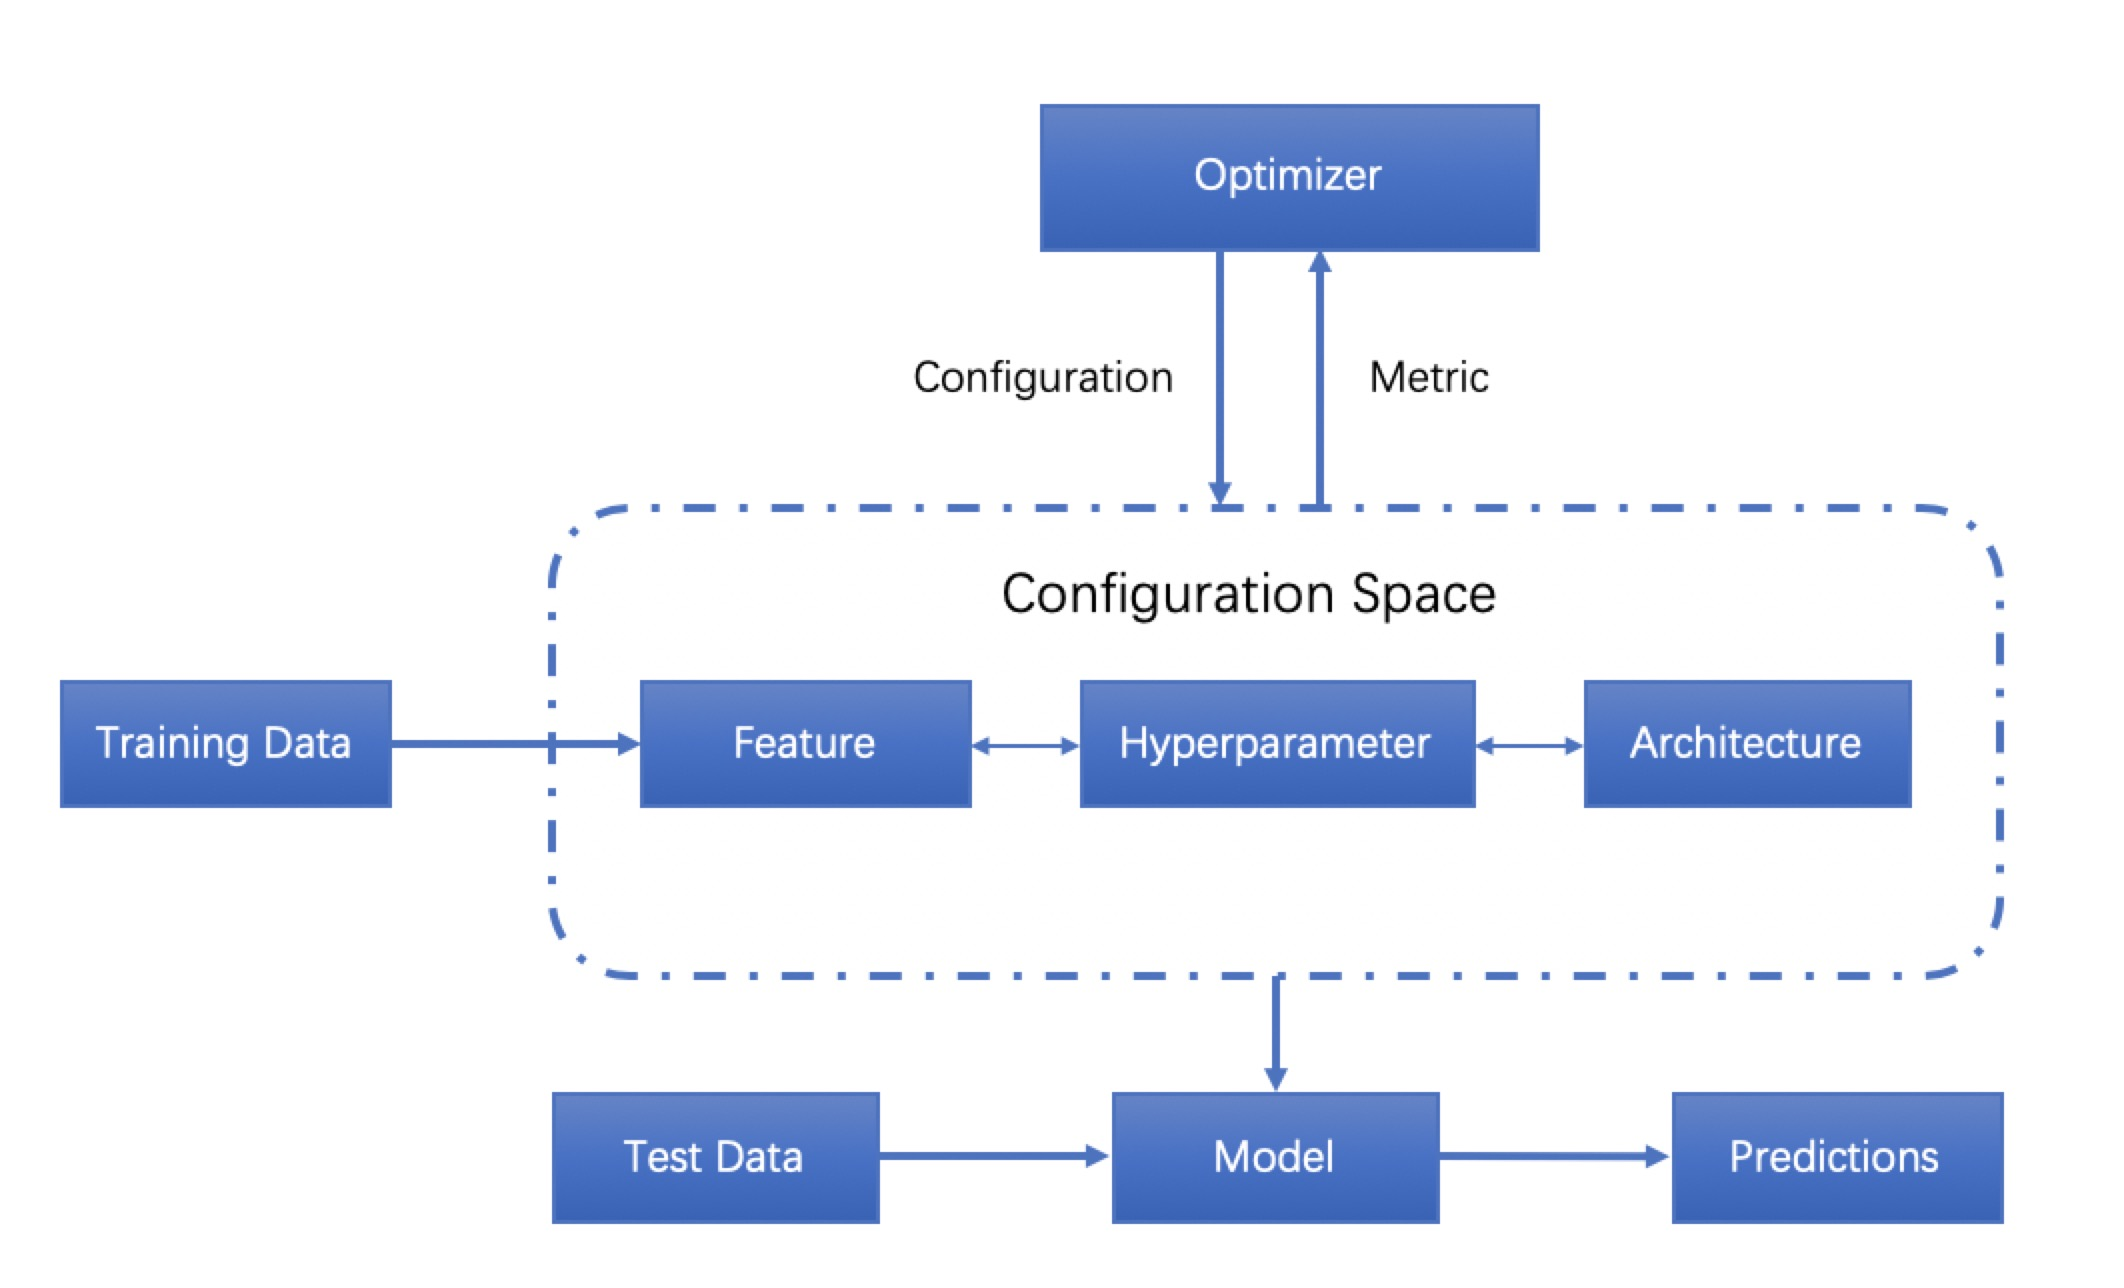 Optimizer
Configuration
Metric
Configuration Space
Training Data
Feature
Hyperparameter
Architecture
Test Data
Model
Predictions